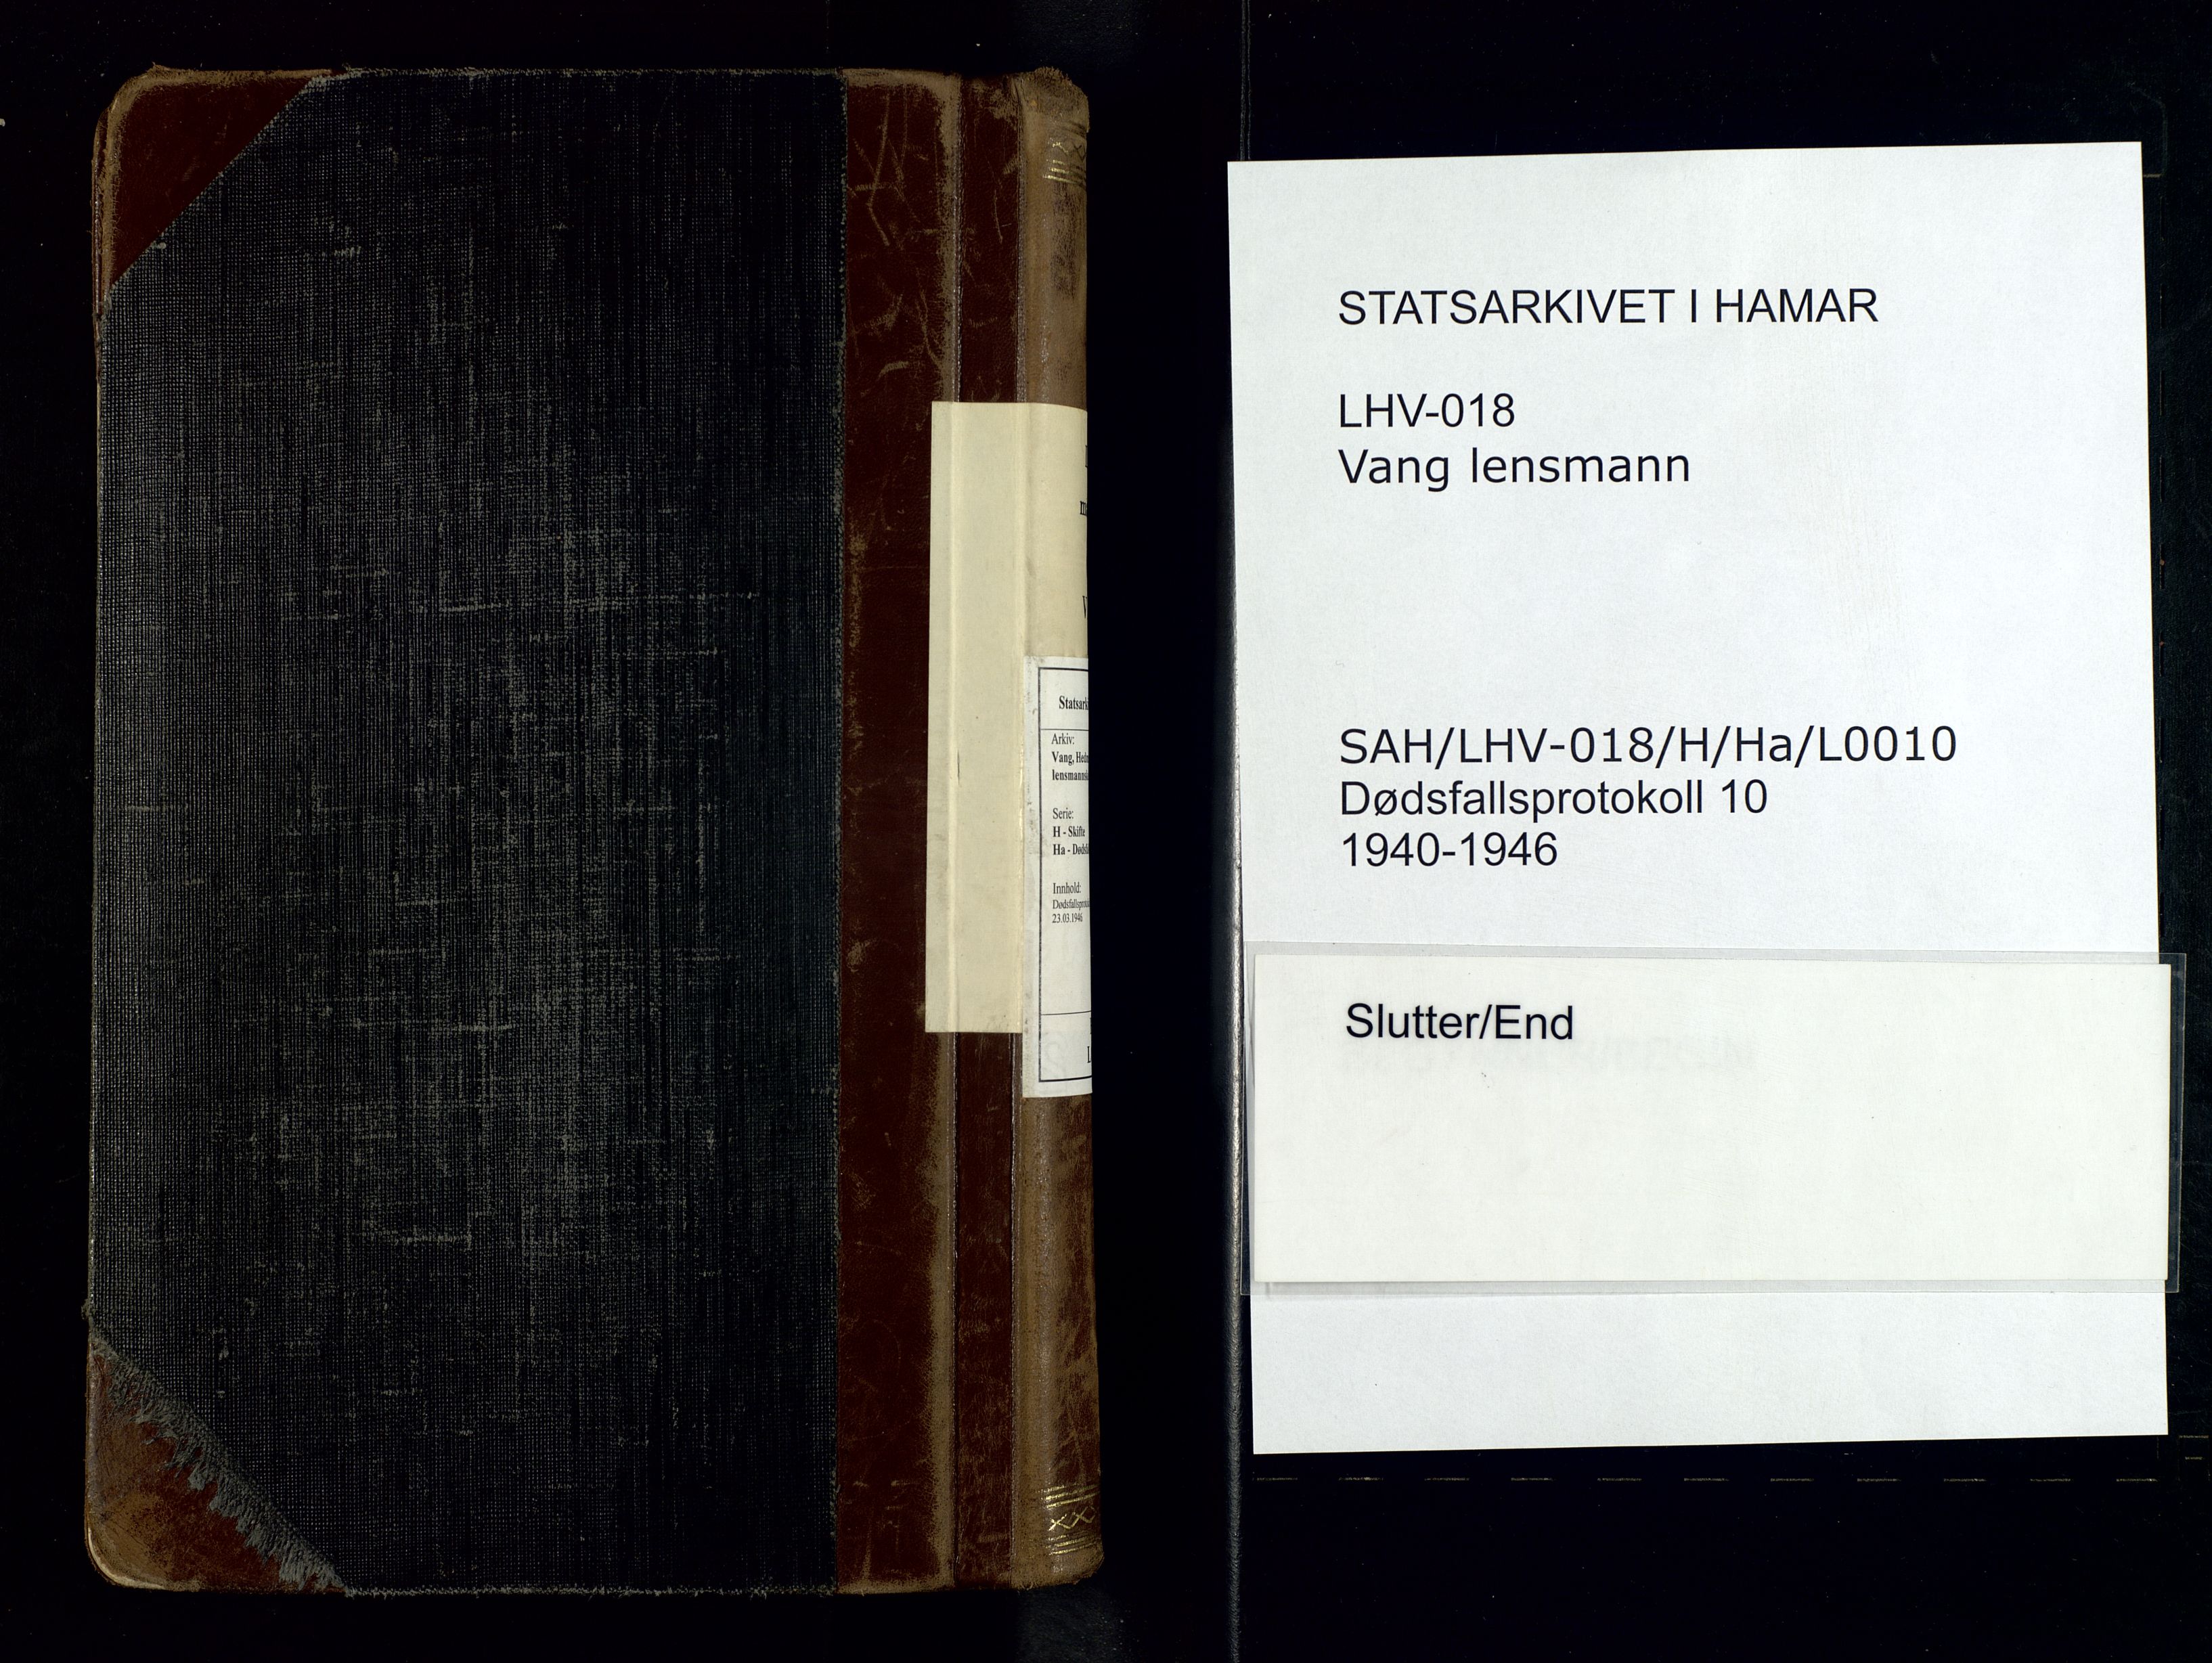 Arkiv:
Serie:
H - Skifte
Innhold:
23.03.1946
STATSARKIVET I HAMAR
LHV-018
Vang lensmann
SAH/LHV-018/H/Ha/L0010
Dødsfallsprotokoll 10
1940-1946
Slutter/End